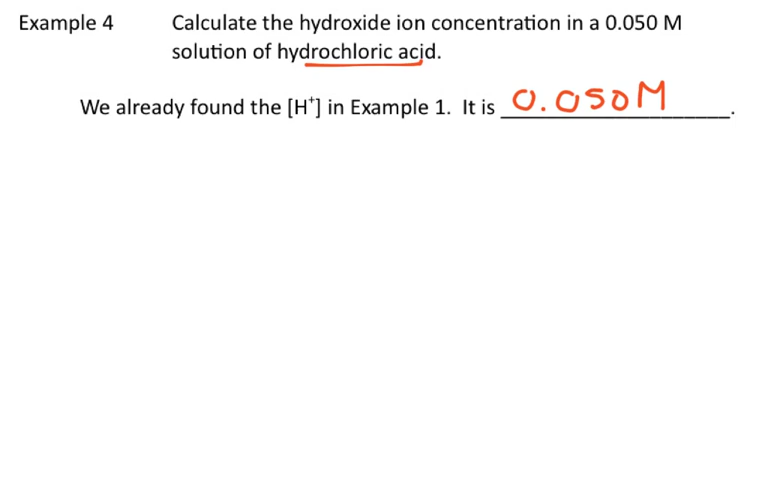 Example 4 Calculate the hydroxide ion concentration in a 0.050 M
solution of hydrochloric acid.
We already found the [H⁺] in Example 1. It is 0.050M.